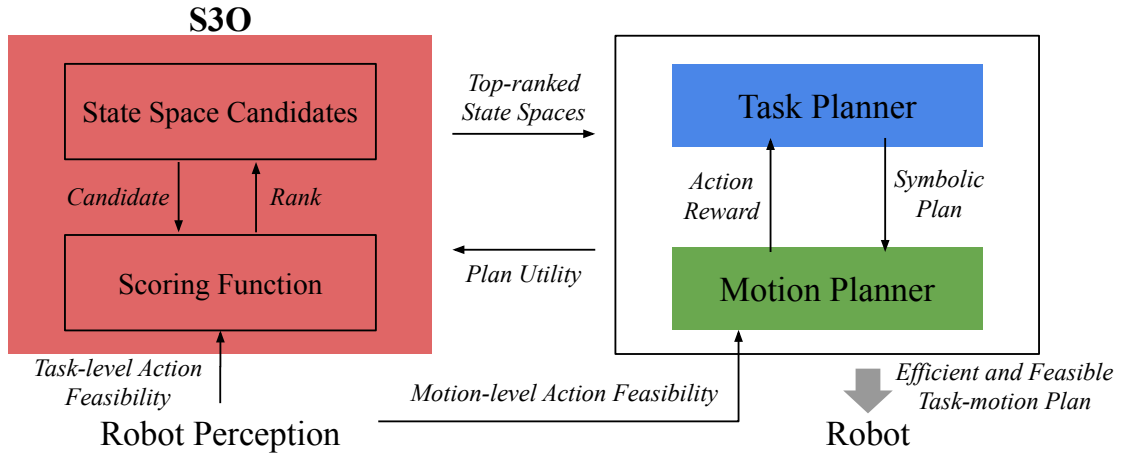 S3O
State Space Candidates
Candidate
Rank
Scoring Function
Task-level Action
Feasibility
Robot Perception
Top-ranked
State Spaces
Plan Utility
Motion-level Action Feasibility
Task Planner
Action
Reward
Symbolic
Plan
Motion Planner
Efficient and Feasible
Task-motion Plan
Robot